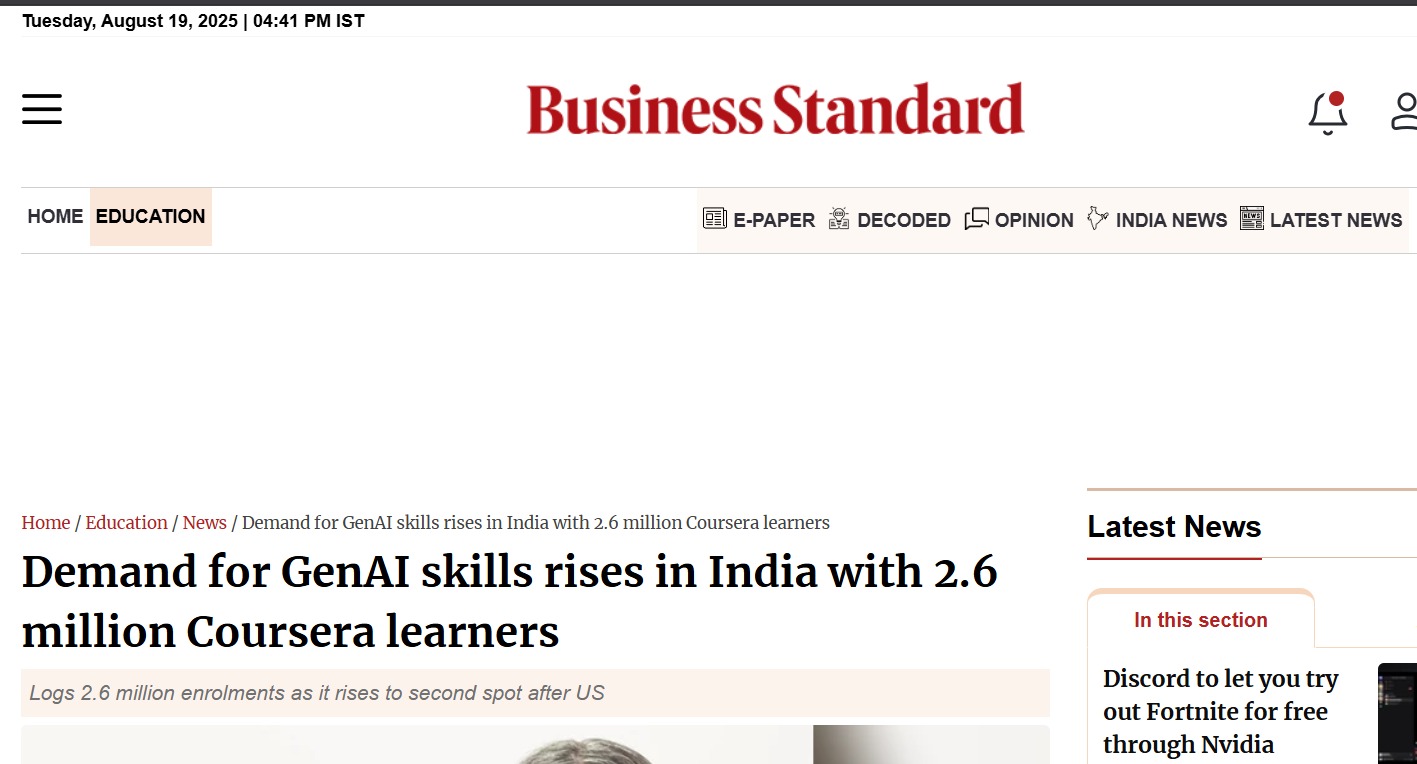 Tuesday, August 19, 2025 | 04:41 PM IST
Business Standard
HOME EDUCATION
E-PAPER DECODED OPINION INDIA NEWS LATEST NEWS
Home / Education / News / Demand for GenAI skills rises in India with 2.6 million Coursera learners
Demand for GenAI skills rises in India with 2.6
million Coursera learners
Logs 2.6 million enrolments as it rises to second spot after US
Latest News
In this section
Discord to let you try
out Fortnite for free
through Nvidia